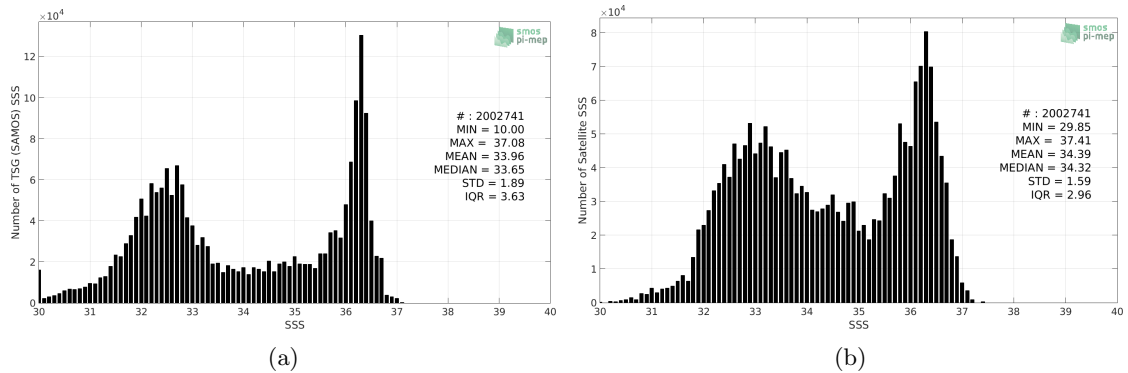 ×10⁴
smos
pi-mep
12
10
8
6
4
2
0
Number of TSG (SAMOS) SSS
# : 2002741
MIN = 10.00
MAX = 37.08
MEAN = 33.96
MEDIAN = 33.65
STD = 1.89
IQR = 3.63
30 31 32 33 34 35 36 37 38 39 40
SSS
(a)
×10⁴
smos
pi-mep
8
7
6
5
4
3
2
1
0
Number of Satellite SSS
# : 2002741
MIN = 29.85
MAX = 37.41
MEAN = 34.39
MEDIAN = 34.32
STD = 1.59
IQR = 2.96
30 31 32 33 34 35 36 37 38 39 40
SSS
(b)